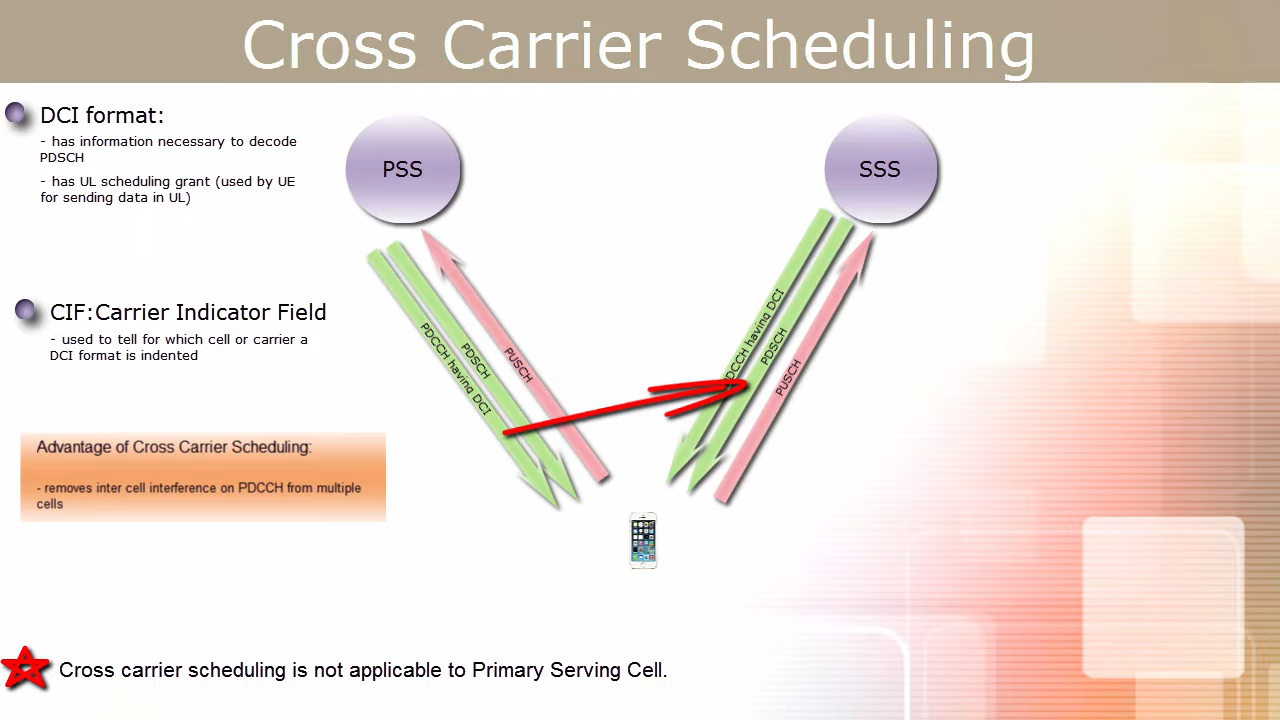 Cross Carrier Scheduling
DCI format:
- has information necessary to decode
PDSCH
- has UL scheduling grant (used by UE
for sending data in UL)
PSS
SSS
CIF:Carrier Indicator Field
- used to tell for which cell or carrier a
DCI format is indented
PDCCH having DCI
PDSCH
PUSCH
PDCCH having DCI
PDSCH
PUSCH
Advantage of Cross Carrier Scheduling:
- removes inter cell interference on PDCCH from multiple
cells
Cross carrier scheduling is not applicable to Primary Serving Cell.